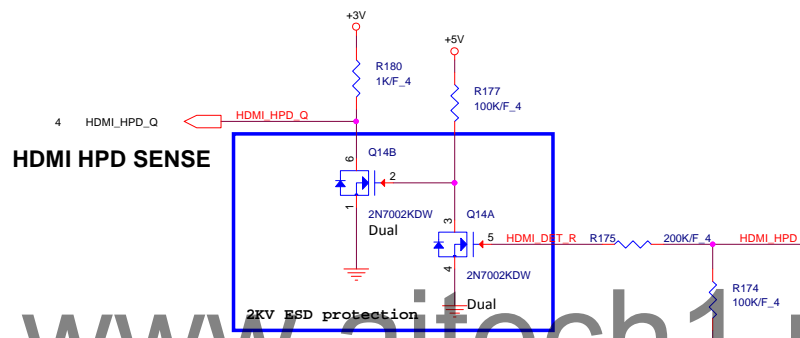 +3V
+5V
R180
1K/F_4
R177
100K/F_4
4 HDMI_HPD_Q
HDMI_HPD_Q
HDMI HPD SENSE
6
Q14B
2
1
2N7002KDW
Dual
3
Q14A
5
HDMI_DET_R
R175
200K/F_4
HDMI_HPD
4
2N7002KDW
Dual
R174
100K/F_4
2KV ESD protection